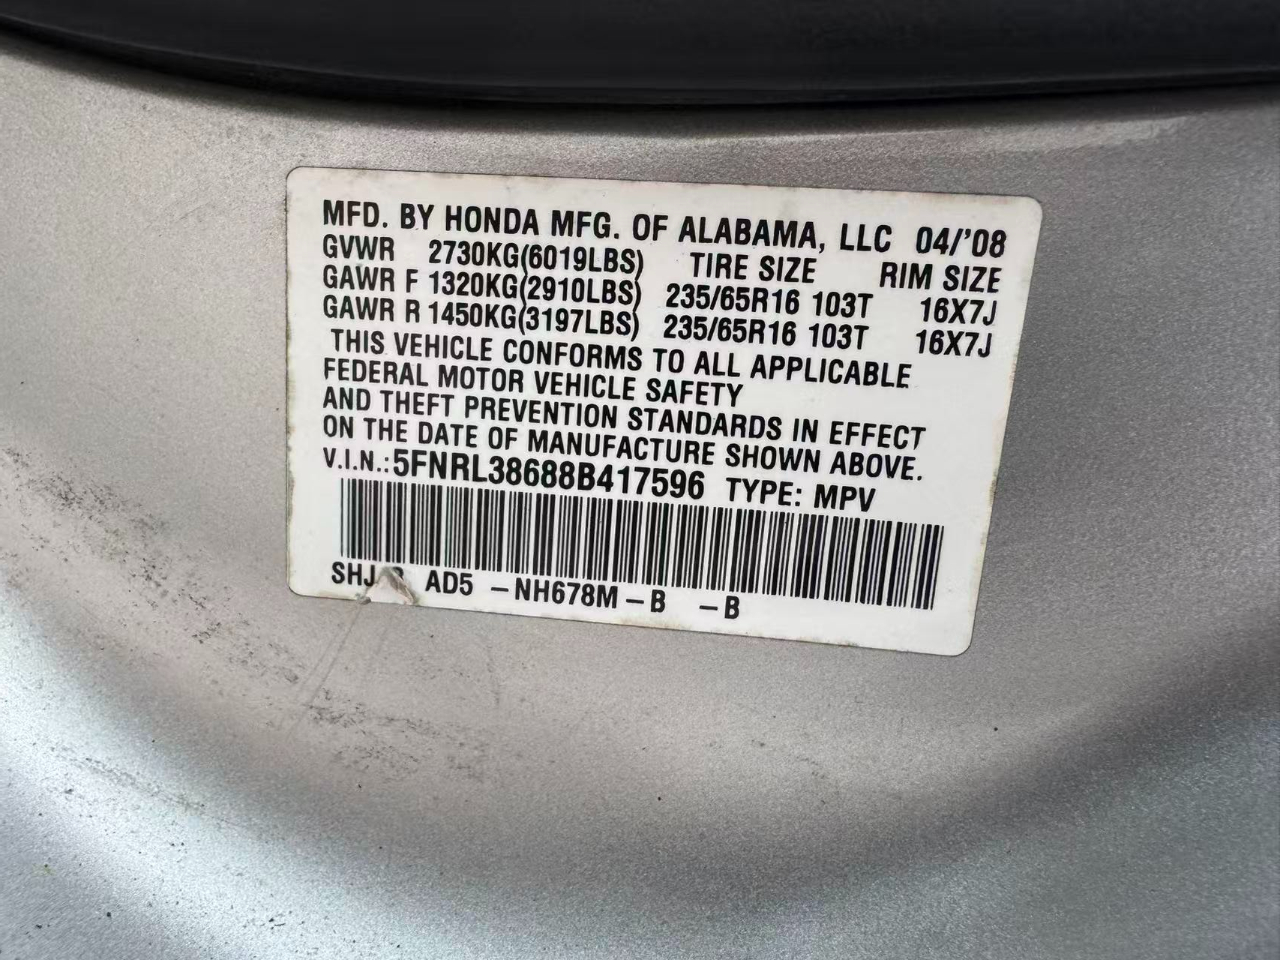 MFD. BY HONDA MFG. OF ALABAMA, LLC 04/'08
GVWR 2730KG(6019LBS) TIRE SIZE RIM SIZE
GAWR F 1320KG(2910LBS) 235/65R16 103T 16X7J
GAWR R 1450KG(3197LBS) 235/65R16 103T 16X7J
THIS VEHICLE CONFORMS TO ALL APPLICABLE
FEDERAL MOTOR VEHICLE SAFETY
AND THEFT PREVENTION STANDARDS IN EFFECT
ON THE DATE OF MANUFACTURE SHOWN ABOVE.
V.I.N.:5FNRL38688B417596 TYPE: MPV
AD5 -NH678M-B -B